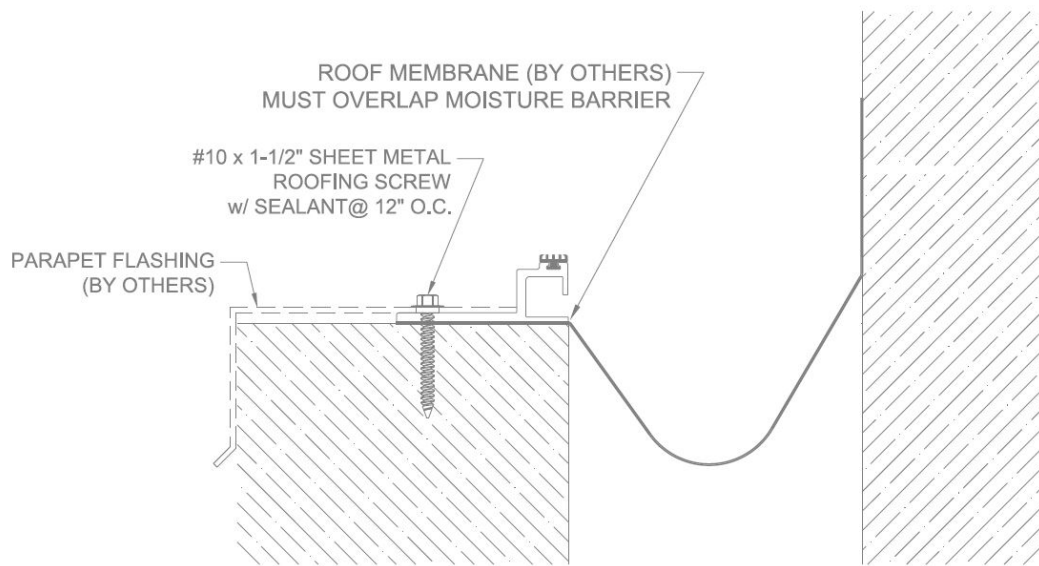 ROOF MEMBRANE (BY OTHERS)
MUST OVERLAP MOISTURE BARRIER
#10 x 1-1/2" SHEET METAL
ROOFING SCREW
w/ SEALANT@ 12" O.C.
PARAPET FLASHING
(BY OTHERS)